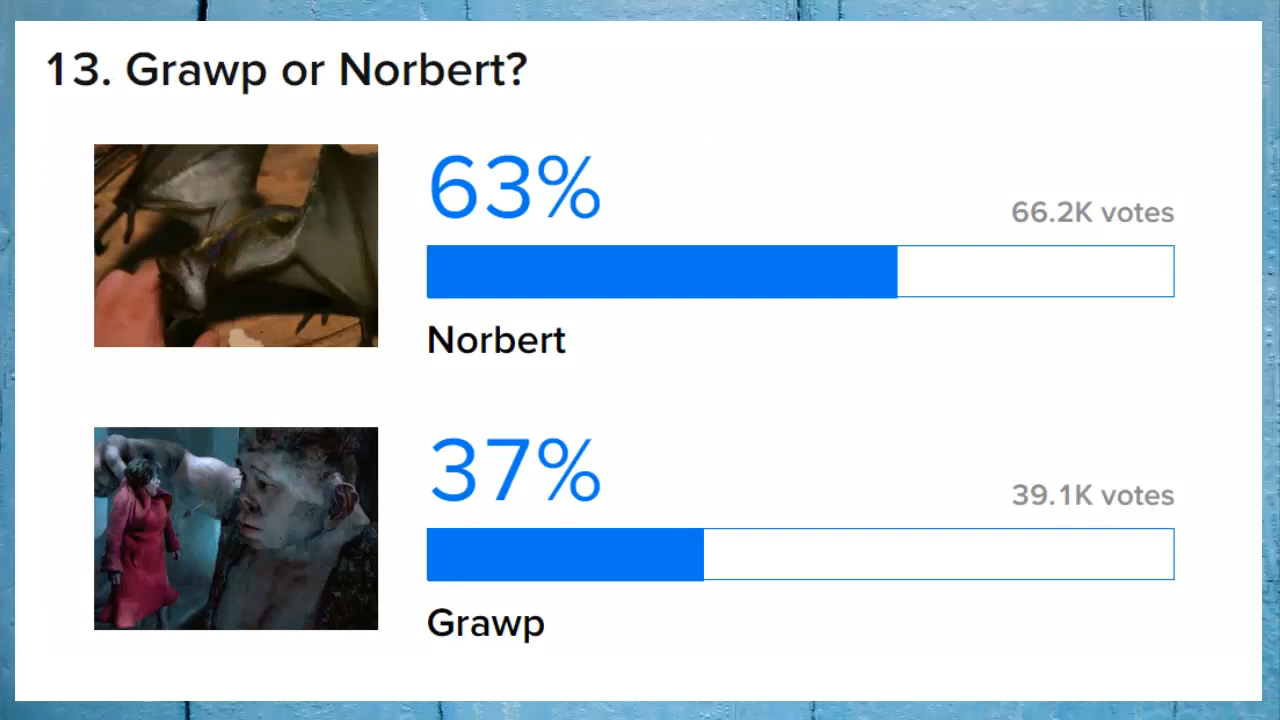 13. Grawp or Norbert?
63%
66.2K votes
Norbert
37%
39.1K votes
Grawp